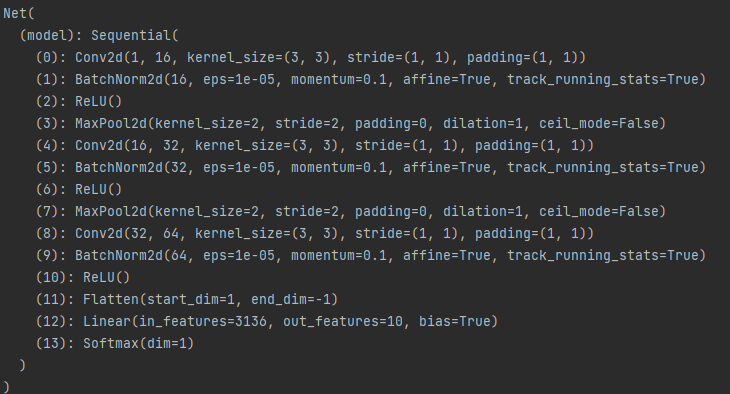 Net(
  (model): Sequential(
    (0): Conv2d(1, 16, kernel_size=(3, 3), stride=(1, 1), padding=(1, 1))
    (1): BatchNorm2d(16, eps=1e-05, momentum=0.1, affine=True, track_running_stats=True)
    (2): ReLU()
    (3): MaxPool2d(kernel_size=2, stride=2, padding=0, dilation=1, ceil_mode=False)
    (4): Conv2d(16, 32, kernel_size=(3, 3), stride=(1, 1), padding=(1, 1))
    (5): BatchNorm2d(32, eps=1e-05, momentum=0.1, affine=True, track_running_stats=True)
    (6): ReLU()
    (7): MaxPool2d(kernel_size=2, stride=2, padding=0, dilation=1, ceil_mode=False)
    (8): Conv2d(32, 64, kernel_size=(3, 3), stride=(1, 1), padding=(1, 1))
    (9): BatchNorm2d(64, eps=1e-05, momentum=0.1, affine=True, track_running_stats=True)
    (10): ReLU()
    (11): Flatten(start_dim=1, end_dim=-1)
    (12): Linear(in_features=3136, out_features=10, bias=True)
    (13): Softmax(dim=1)
  )
)